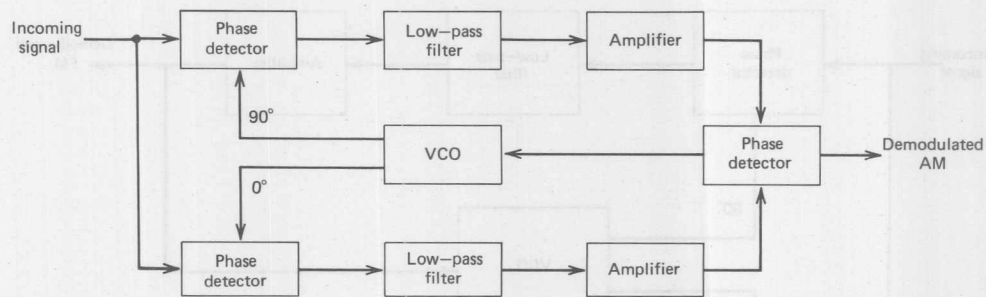 Incoming
signal
Phase
detector
Low–pass
filter
Amplifier
90°
VCO
Phase
detector
Demodulated
AM
0°
Phase
detector
Low–pass
filter
Amplifier